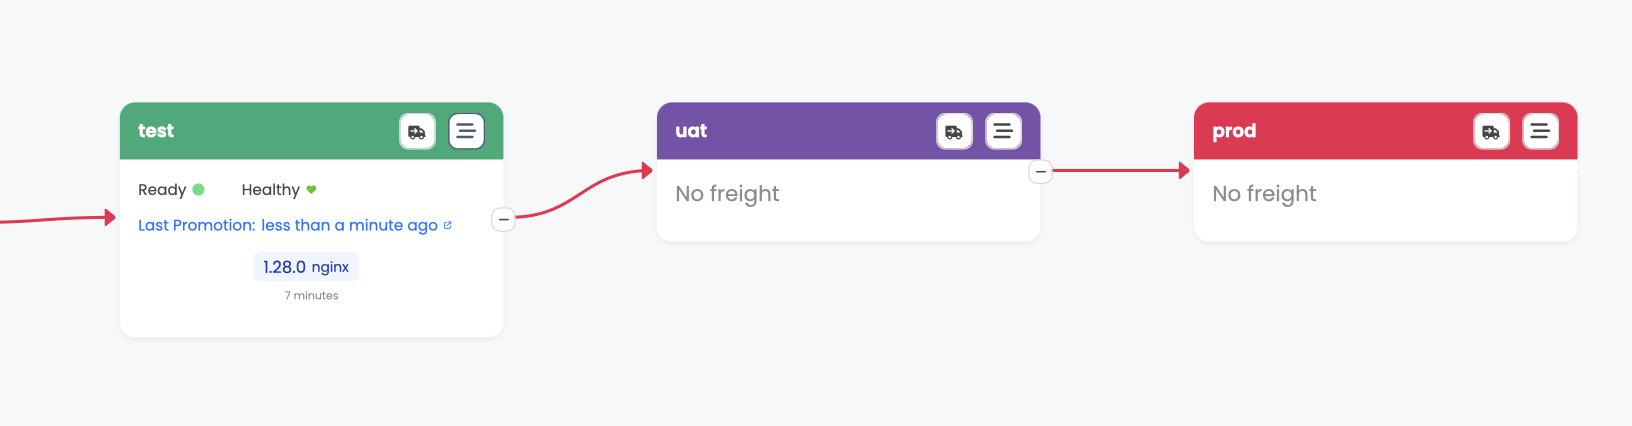 test
Ready
Healthy
Last Promotion: less than a minute ago
1.28.0 nginx
7 minutes
uat
No freight
prod
No freight